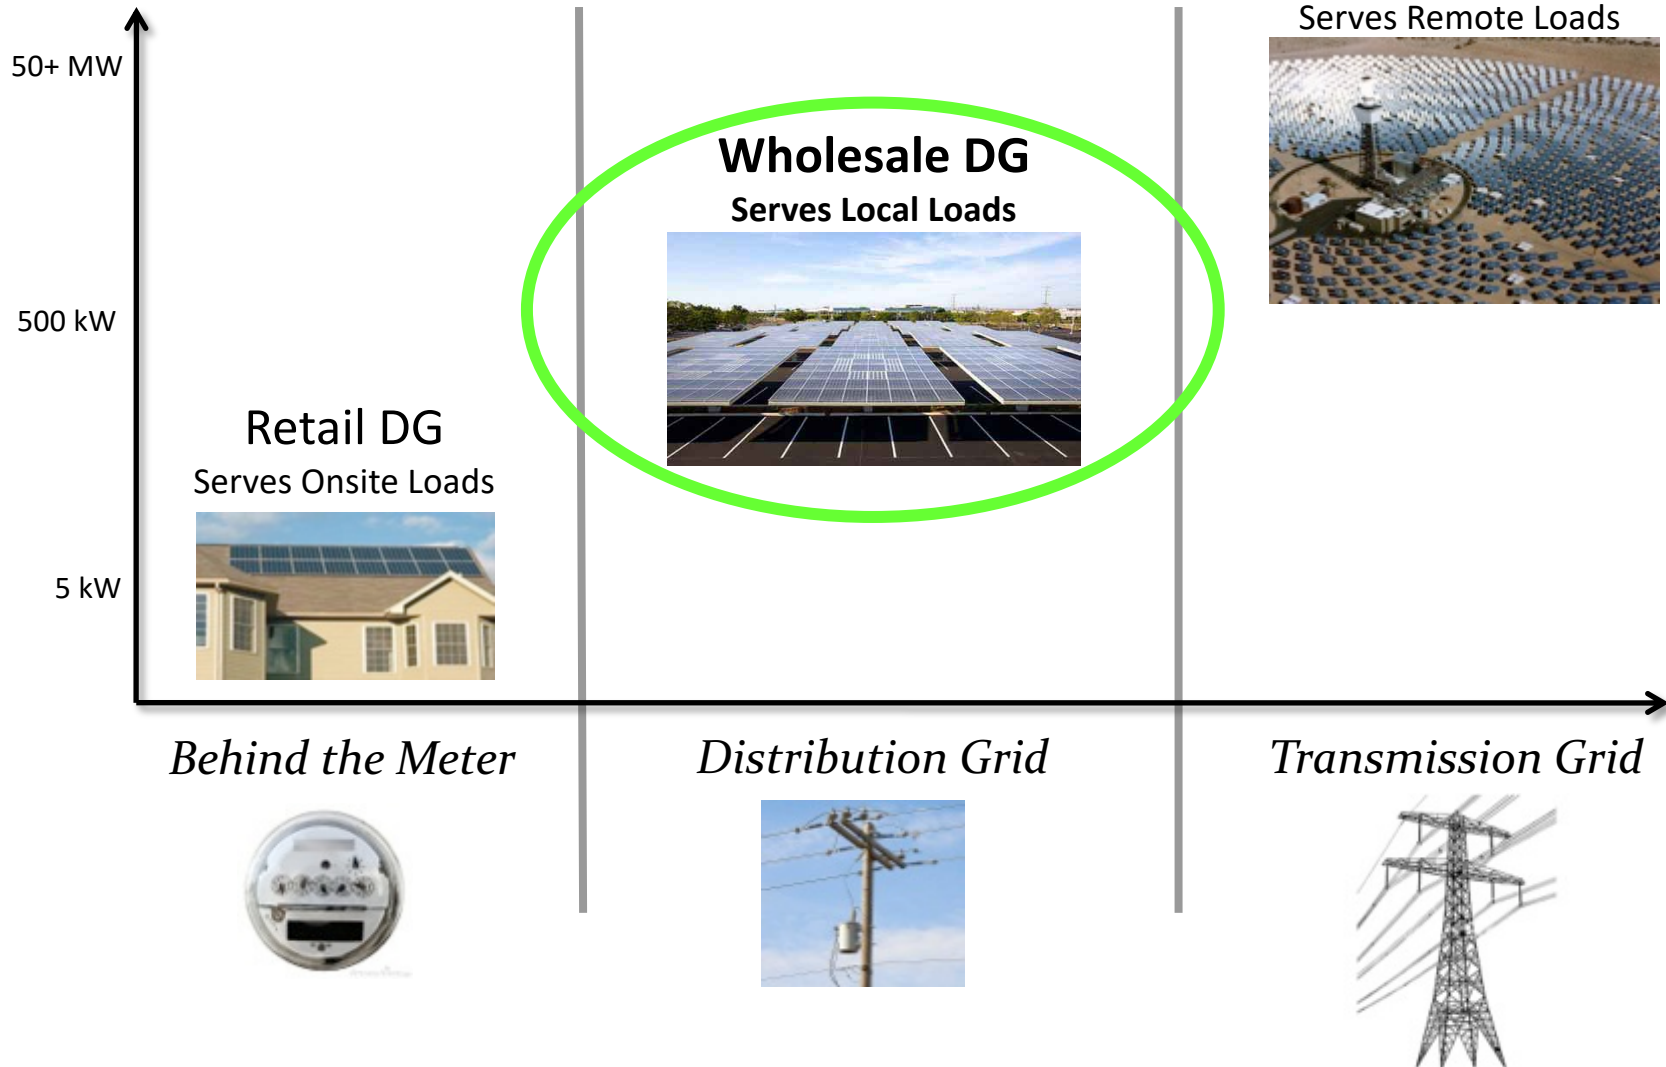 Serves Remote Loads
50+ MW
Wholesale DG
Serves Local Loads
500 kW
Retail DG
Serves Onsite Loads
5 kW
Behind the Meter
Distribution Grid
Transmission Grid